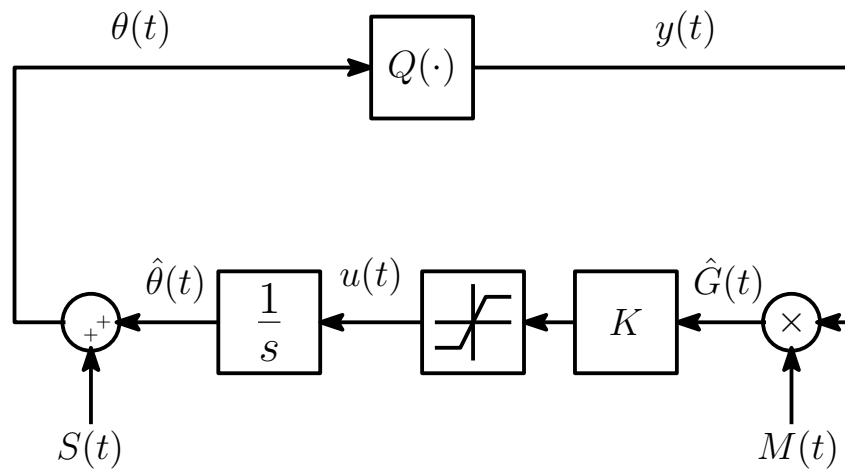 θ(t)
Q(·)
y(t)
θ̂(t)
1/s
u(t)
K
Ĝ(t)
×
+
+
S(t)
M(t)